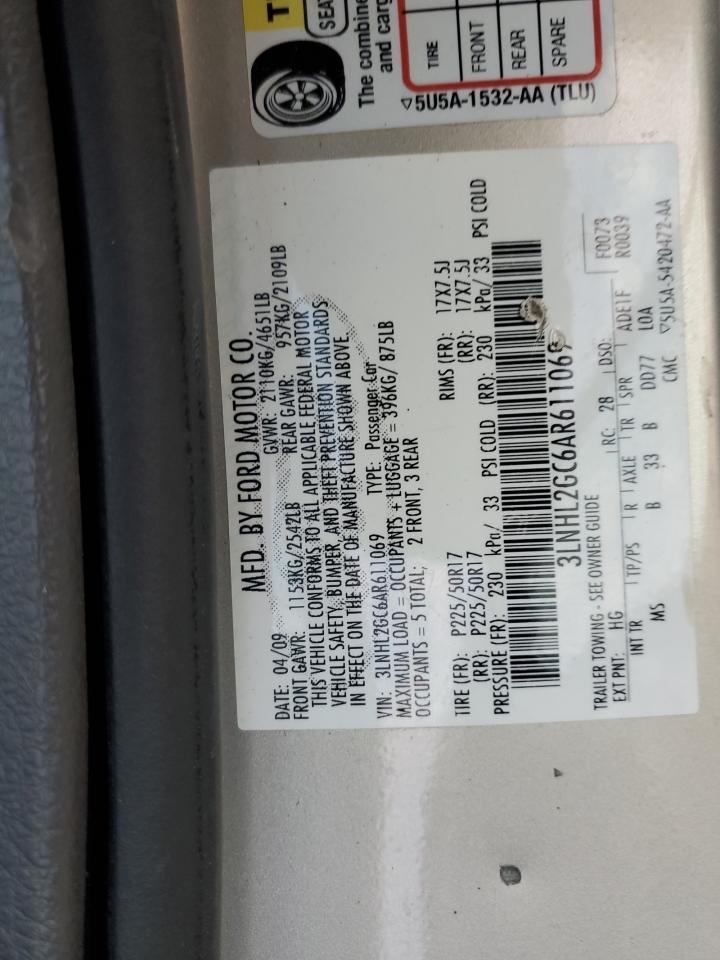 SEA
The combine
and carg
TIRE
FRONT
REAR
SPARE
▽5U5A-1532-AA (TLU)
MFD. BY FORD MOTOR CO.
DATE: 04/09 GVWR: 2110KG/4651LB
FRONT GAWR: 1153KG/2542LB REAR GAWR: 957KG/2109LB
THIS VEHICLE CONFORMS TO ALL APPLICABLE FEDERAL MOTOR
VEHICLE SAFETY, BUMPER, AND THEFT PREVENTION STANDARDS
IN EFFECT ON THE DATE OF MANUFACTURE SHOWN ABOVE.
VIN: 3LNHL2GC6AR611069 TYPE: Passenger Car
MAXIMUM LOAD = OCCUPANTS + LUGGAGE = 396KG/ 875LB
OCCUPANTS = 5 TOTAL; 2 FRONT, 3 REAR
TIRE (FR): P225/50R17 RIMS (FR): 17X7.5J
(RR): P225/50R17 (RR): 17X7.5J
PRESSURE (FR): 230 kPa/ 33 PSI COLD (RR): 230 kPa/ 33 PSI COLD
3LNHL2GC6AR611069
TRAILER TOWING - SEE OWNER GUIDE
EXT PNT: HG RC: 28 DSO: F0073
INT TR TP/PS R AXLE TR SPR ADE1F R0039
MS B 33 B DD77 LOA
CMC ▽5U5A-5420472-AA